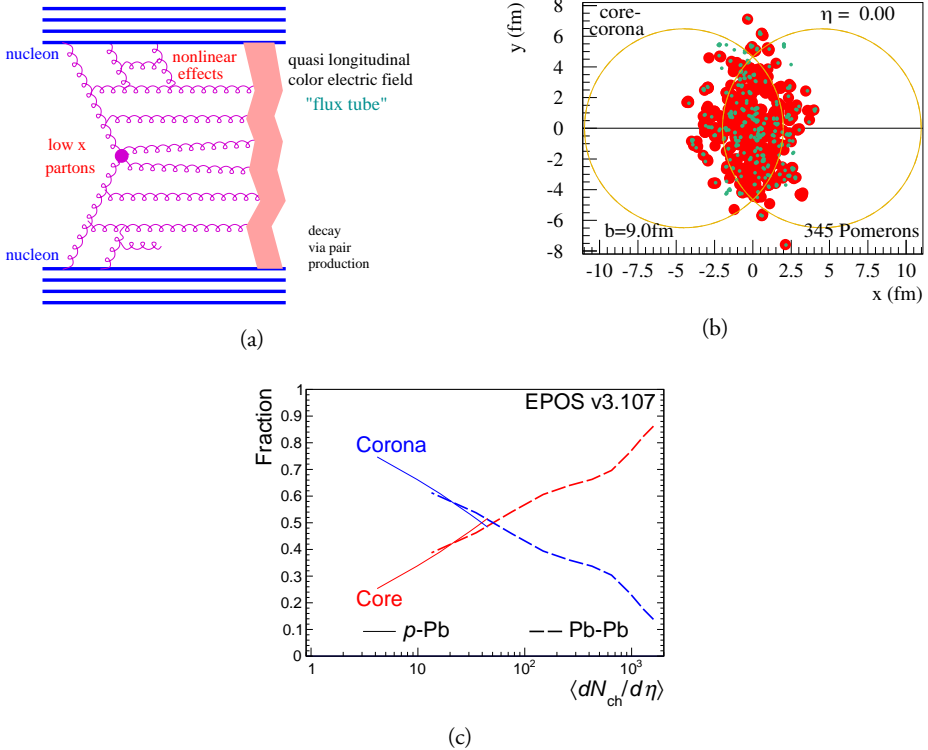 nucleon
nonlinear
effects
quasi longitudinal
color electric field
"flux tube"
low x
partons
nucleon
decay
via pair
production
(a)
y (fm)
8
6
4
2
0
-2
-4
-6
-8
core-
corona
η = 0.00
b=9.0fm
345 Pomerons
-10 -7.5 -5 -2.5 0 2.5 5 7.5 10
x (fm)
(b)
Fraction
1
0.9
0.8
0.7
0.6
0.5
0.4
0.3
0.2
0.1
0
EPOS v3.107
Corona
Core
p-Pb
Pb-Pb
1 10 10² 10³
⟨dN_ch/dη⟩
(c)